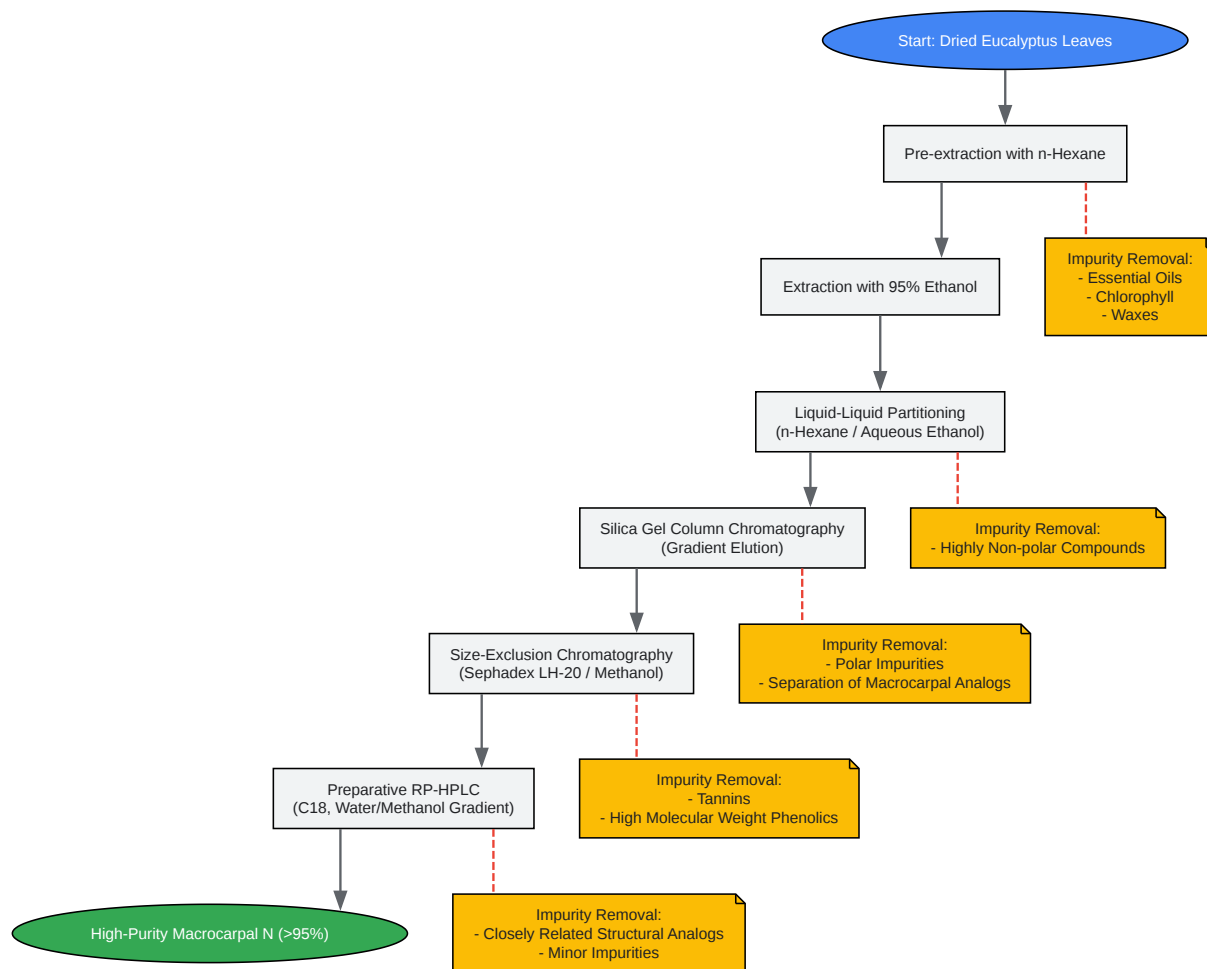 Start: Dried Eucalyptus Leaves
Pre-extraction with n-Hexane
Impurity Removal:
- Essential Oils
- Chlorophyll
- Waxes
Extraction with 95% Ethanol
Liquid-Liquid Partitioning
(n-Hexane / Aqueous Ethanol)
Impurity Removal:
- Highly Non-polar Compounds
Silica Gel Column Chromatography
(Gradient Elution)
Impurity Removal:
- Polar Impurities
- Separation of Macrocarpal Analogs
Size-Exclusion Chromatography
(Sephadex LH-20 / Methanol)
Impurity Removal:
- Tannins
- High Molecular Weight Phenolics
Preparative RP-HPLC
(C18, Water/Methanol Gradient)
Impurity Removal:
- Closely Related Structural Analogs
- Minor Impurities
High-Purity Macrocarpal N (>95%)